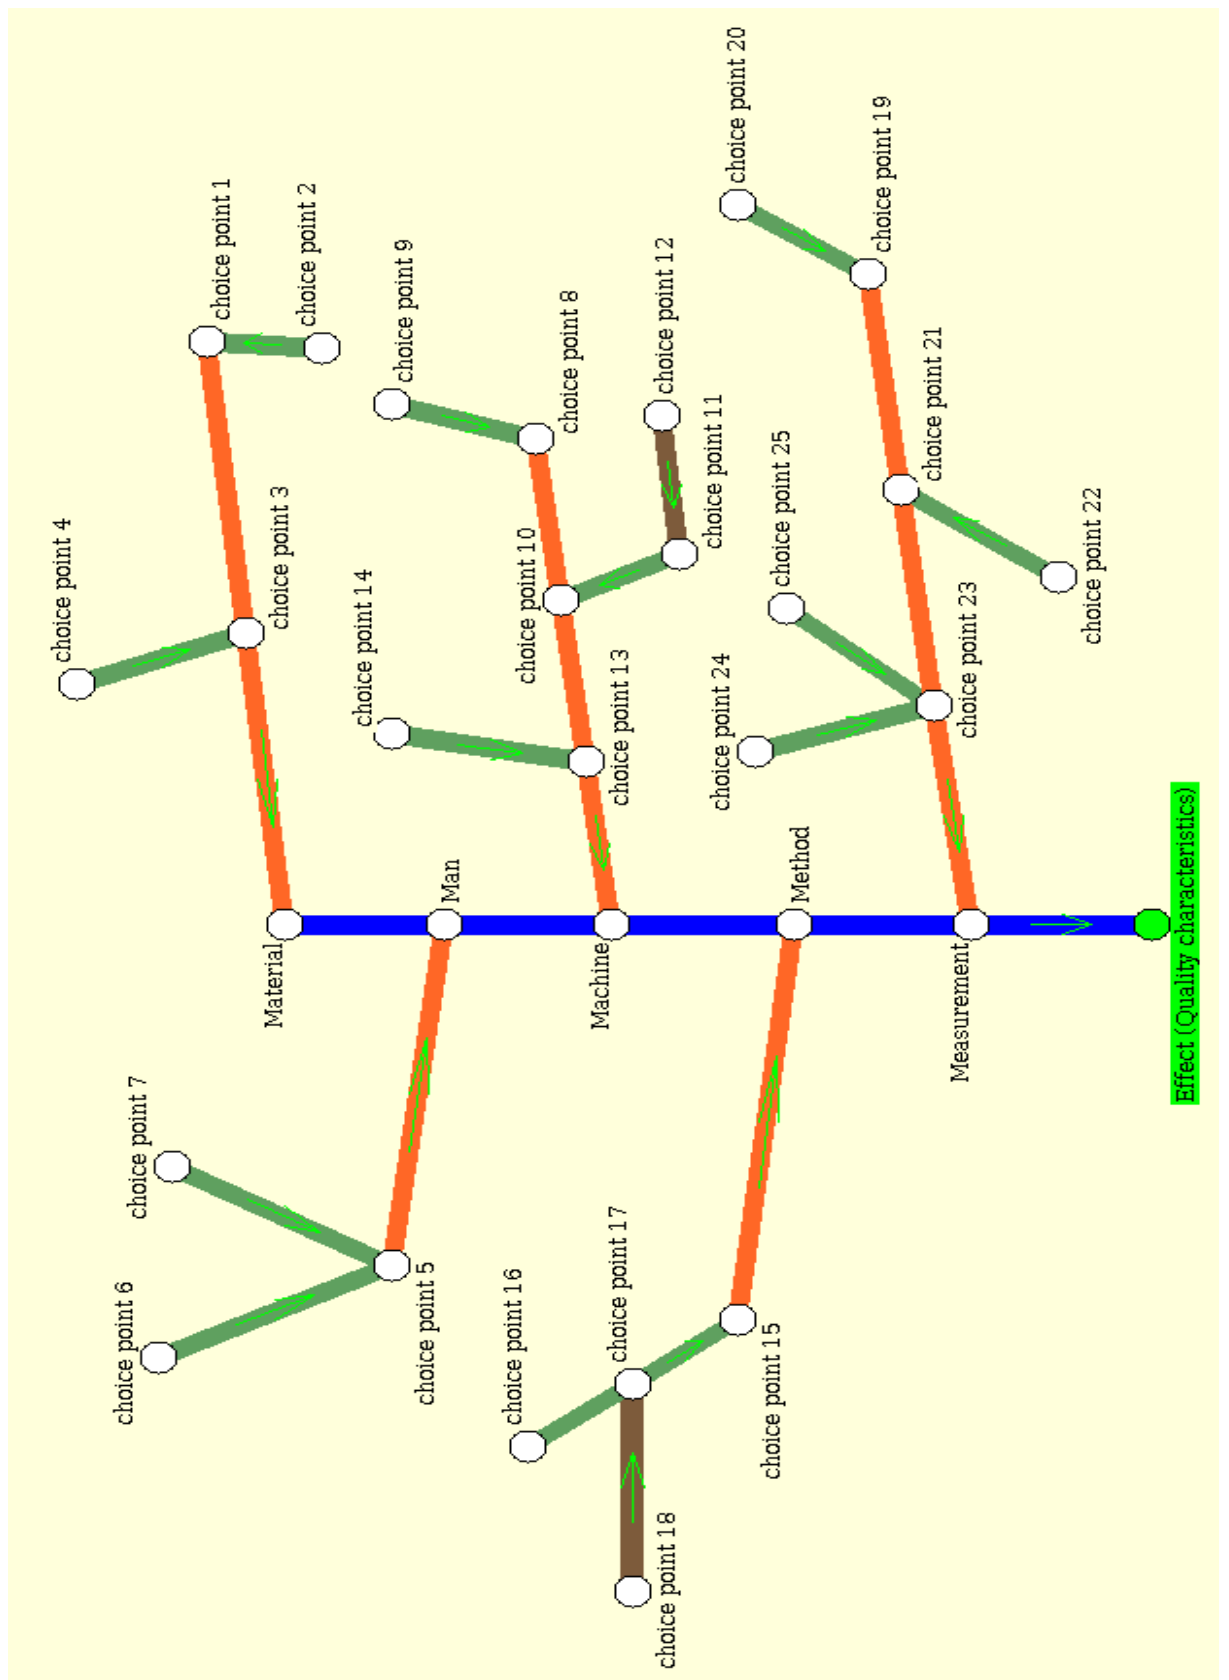 choice point 20
choice point 19
choice point 1
choice point 2
choice point 9
choice point 12
choice point 8
choice point 21
choice point 11
choice point 25
choice point 4
choice point 3
choice point 14
choice point 10
choice point 22
choice point 23
choice point 24
choice point 13
Man
Method
Material
Machine
Measurement
Effect (Quality characteristics)
choice point 7
choice point 6
choice point 5
choice point 17
choice point 16
choice point 15
choice point 18